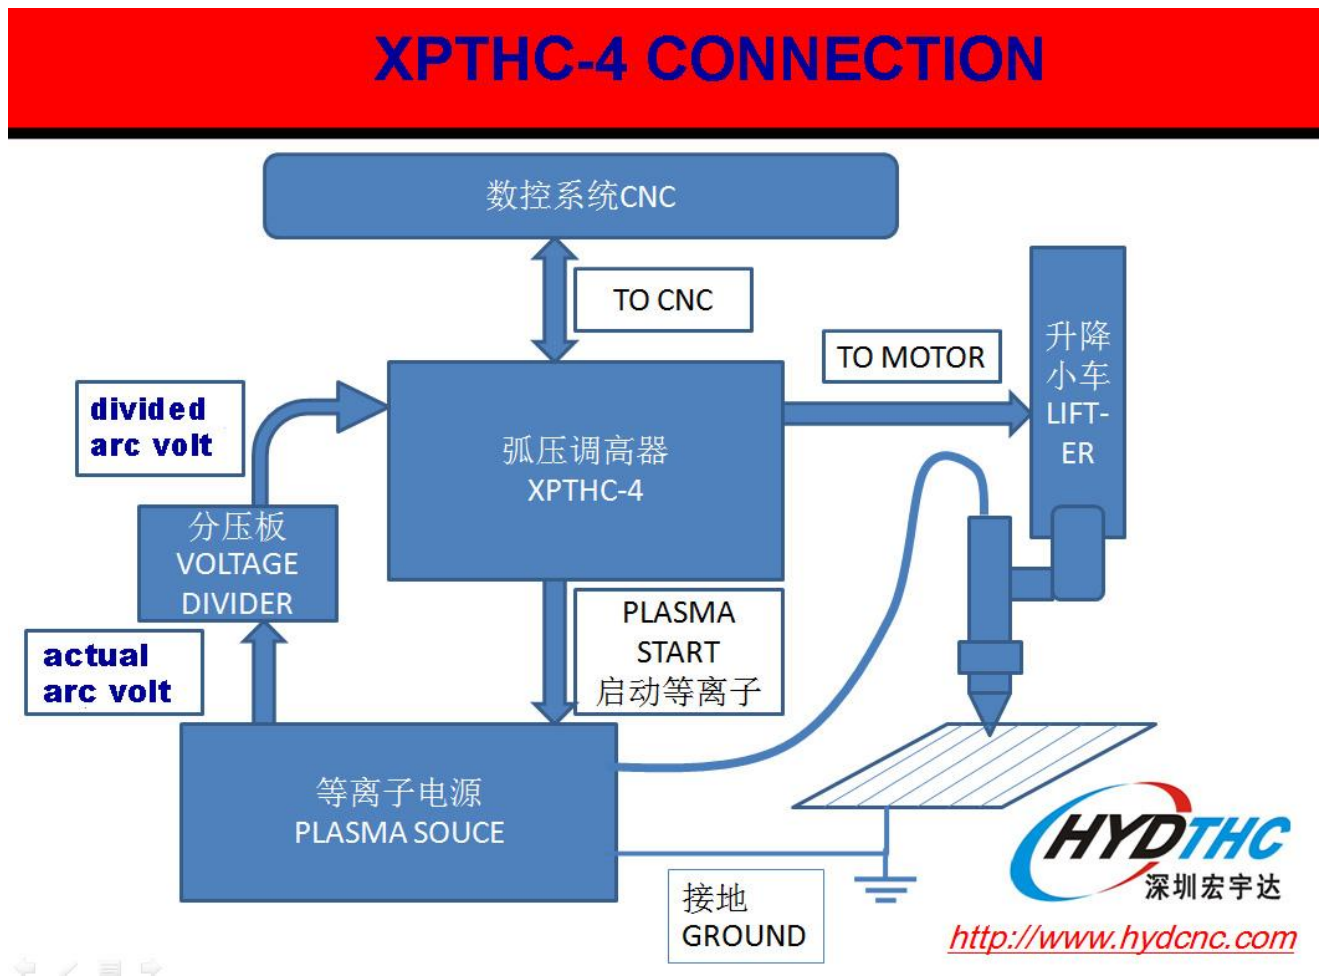 XPTHC-4 CONNECTION
数控系统CNC
TO CNC
TO MOTOR
升降
小车
LIFT-
ER
divided
arc volt
弧压调高器
XPTHC-4
分压板
VOLTAGE
DIVIDER
actual
arc volt
PLASMA
START
启动等离子
等离子电源
PLASMA SOUCE
接地
GROUND
HYDTHC
深圳宏宇达
http://www.hydcnc.com